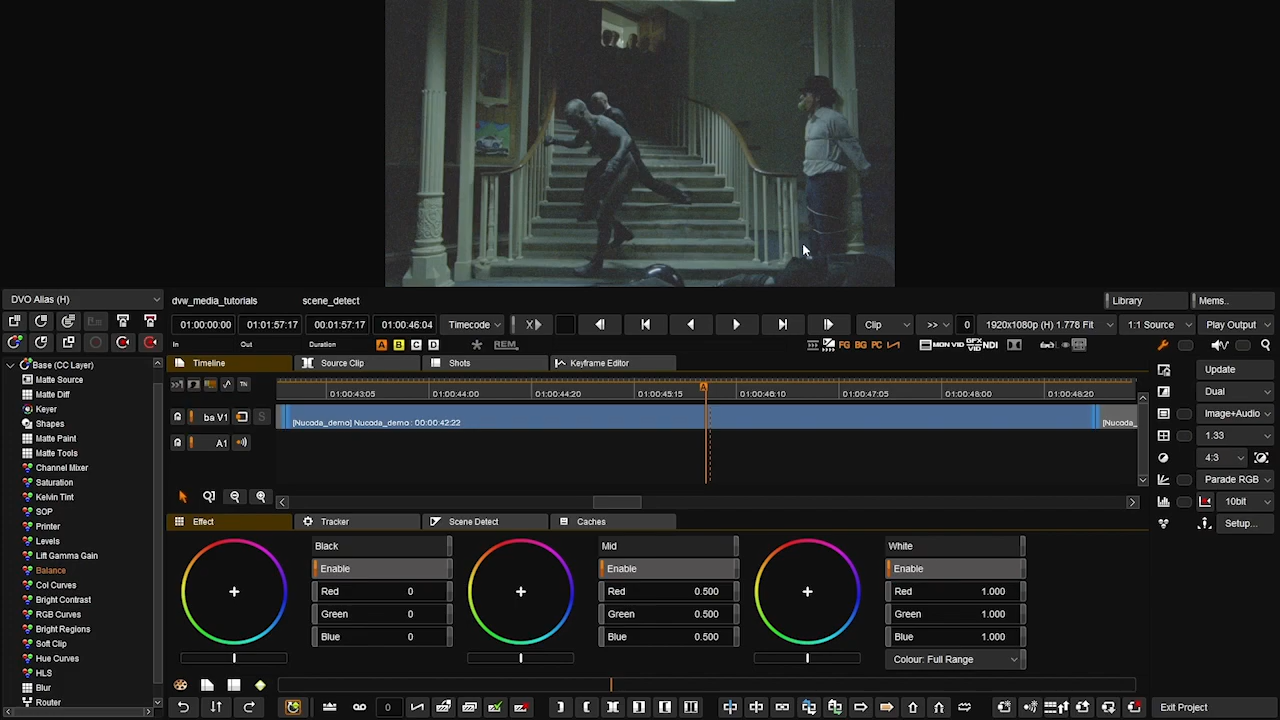 DVO Alias (H)
dvw_media_tutorials
scene_detect
Library
Mems..
01:00:00:00
01:01:57:17
00:01:57:17
01:00:46:04
Timecode
X
Clip
>>
0
1920x1080p (H) 1.778 Fit
1:1 Source
Play Output
In
Out
Duration
A
B
C
D
REM
FG
BG
PC
MON
VID
NDI
Base (CC Layer)
Matte Source
Matte Diff
Keyer
Shapes
Matte Paint
Matte Tools
Channel Mixer
Saturation
Kelvin Tint
SOP
Printer
Levels
Lift Gamma Gain
Balance
Col Curves
Bright Contrast
RGB Curves
Bright Regions
Soft Clip
Hue Curves
HLS
Blur
Router
Timeline
Source Clip
Shots
Keyframe Editor
01:00:43:05
01:00:44:00
01:00:44:20
01:00:45:15
A
01:00:46:10
01:00:47:05
01:00:48:00
01:00:48:20
ba V1
S
[Nucoda_demo] Nucoda_demo : 00:00:42:22
[Nucoda_
A1
Effect
Tracker
Scene Detect
Caches
Black
Enable
Red 0
Green 0
Blue 0
Mid
Enable
Red 0.500
Green 0.500
Blue 0.500
White
Enable
Red 1.000
Green 1.000
Blue 1.000
Colour: Full Range
Update
Dual
Image+Audio
1.33
4:3
Parade RGB
10bit
Setup...
0
Exit Project